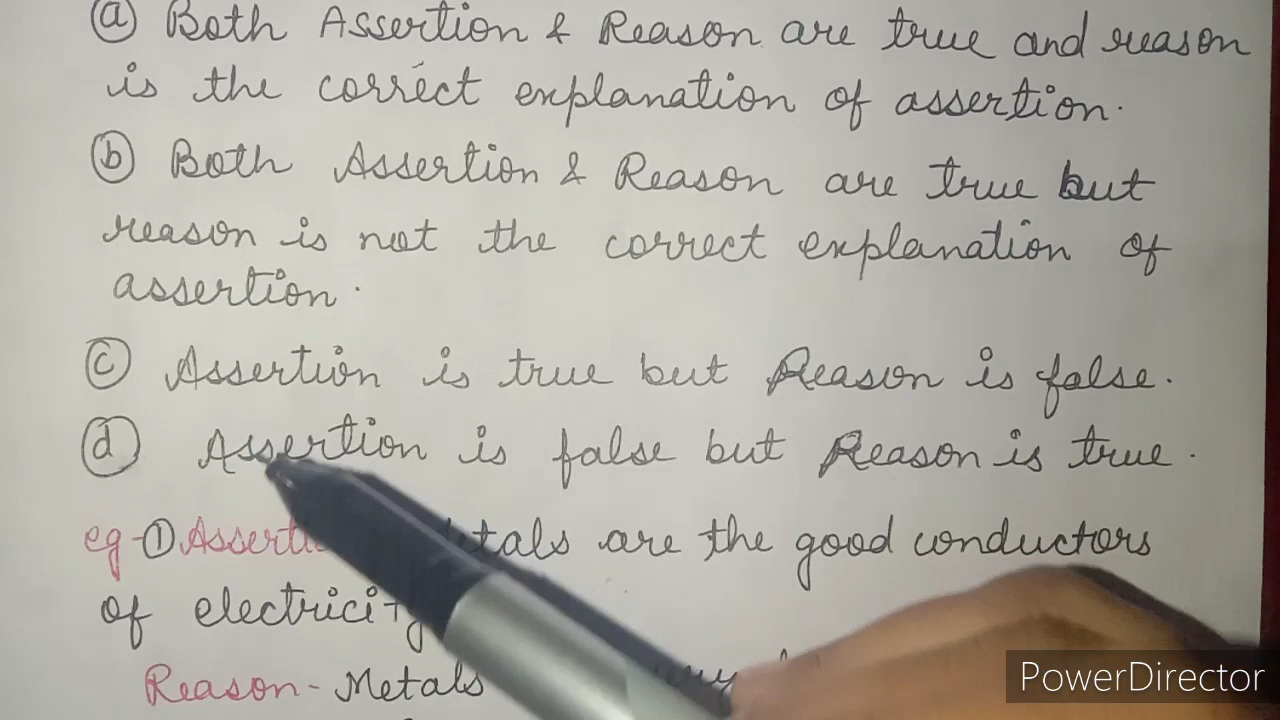 (a) Both Assertion & Reason are true and reason
is the correct explanation of assertion.
(b) Both Assertion & Reason are true but
reason is not the correct explanation of
assertion.
(c) Assertion is true but Reason is false.
(d) Assertion is false but Reason is true.
eg-① are the good conductors
of electricity
Reason - Metals
PowerDirector